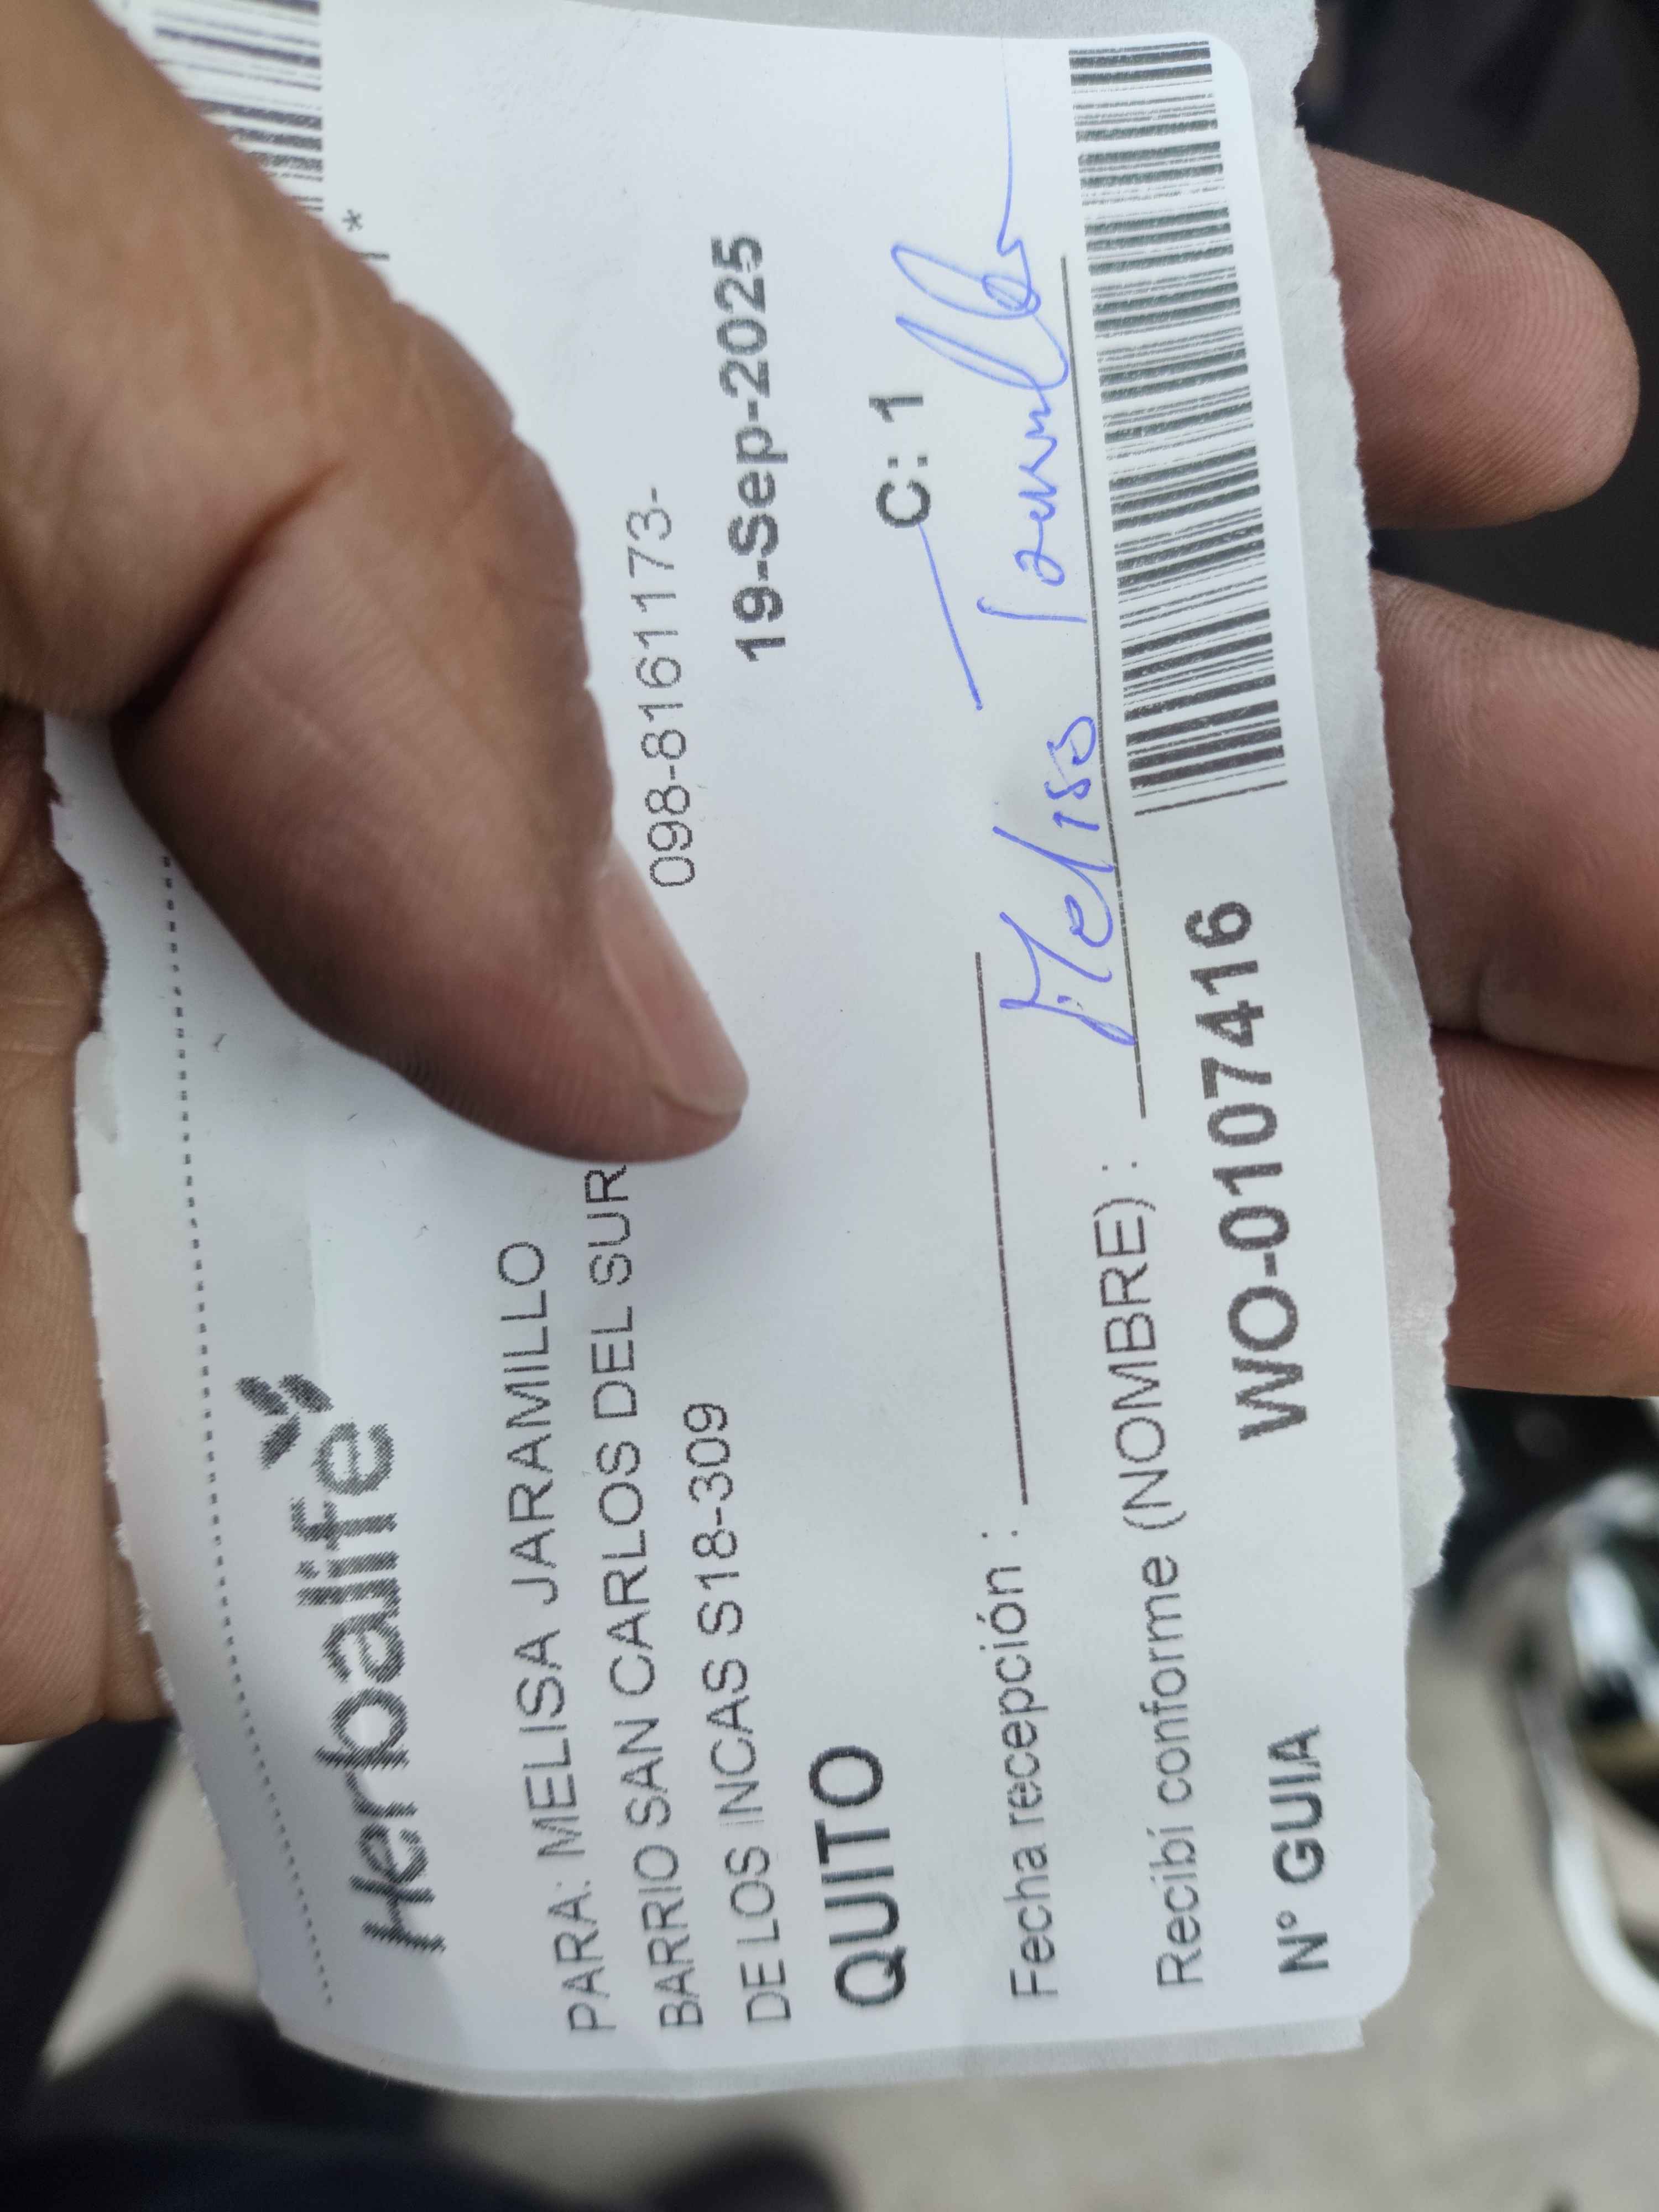 Herbalife
PARA: MELISA JARAMILLO
BARRIO SAN CARLOS DEL SUR
DE LOS INCAS S18-309
098-8161173-
QUITO
19-Sep-2025
C: 1
Fecha recepción :
Recibí conforme (NOMBRE) : Melisa Jaramillo
N° GUIA WO-0107416